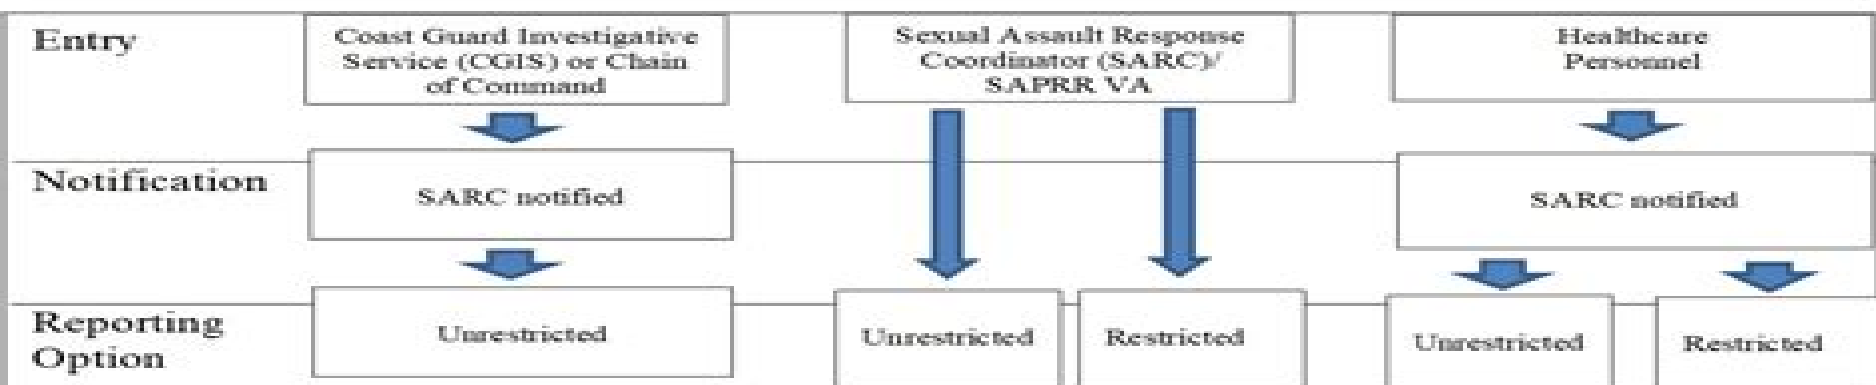 Entry
Coast Guard Investigative
Service (CGIS) or Chain
of Command
Sexual Assault Response
Coordinator (SARC)/
SAPRR VA
Healthcare
Personnel
Notification
SARC notified
SARC notified
Reporting
Option
Unrestricted
Unrestricted
Restricted
Unrestricted
Restricted